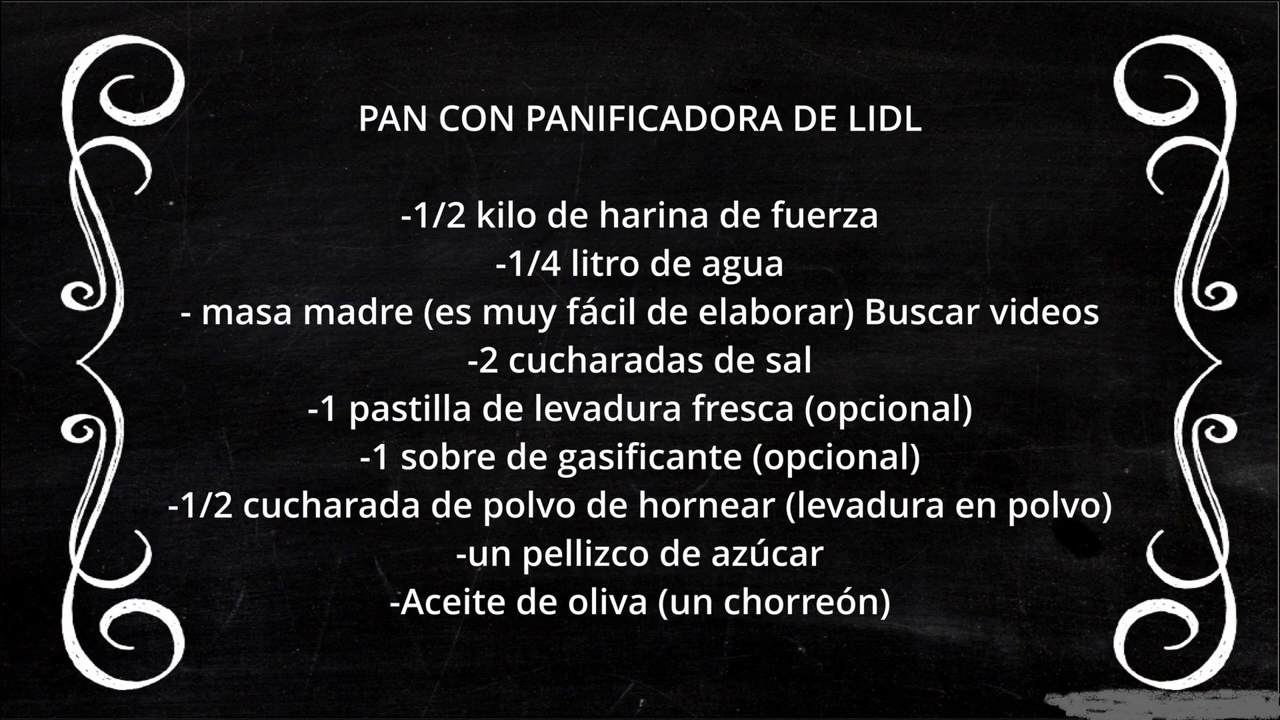 PAN CON PANIFICADORA DE LIDL
-1/2 kilo de harina de fuerza
-1/4 litro de agua
- masa madre (es muy fácil de elaborar) Buscar videos
-2 cucharadas de sal
-1 pastilla de levadura fresca (opcional)
-1 sobre de gasificante (opcional)
-1/2 cucharada de polvo de hornear (levadura en polvo)
-un pellizco de azúcar
-Aceite de oliva (un chorreón)